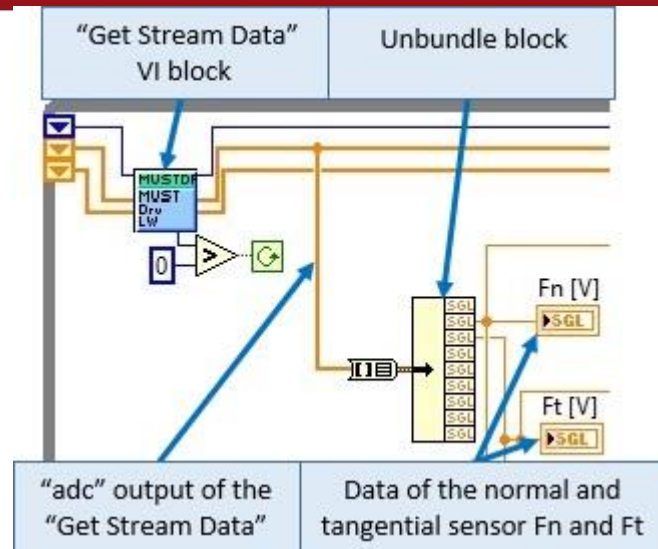 “Get Stream Data”
VI block
Unbundle block
MUST
Drv
LW
0
>
SGL
SGL
SGL
SGL
SGL
SGL
SGL
SGL
SGL
Fn [V]
SGL
Ft [V]
SGL
“adc” output of the
“Get Stream Data”
Data of the normal and
tangential sensor Fn and Ft